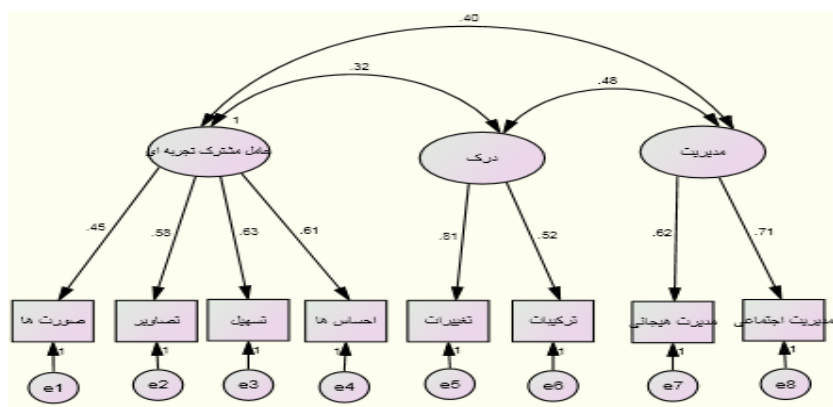 .40
.32
.48
1
عامل مشترک تجربه ای
درک
مدیریت
.45
.58
.63
.61
.81
.52
.62
.71
صورت ها
تصاویر
تسهیل
احساس ها
تغییرات
ترکیبات
مدیرت هیجانی
مدیریت اجتماعی
1
1
1
1
1
1
1
1
e1
e2
e3
e4
e5
e6
e7
e8